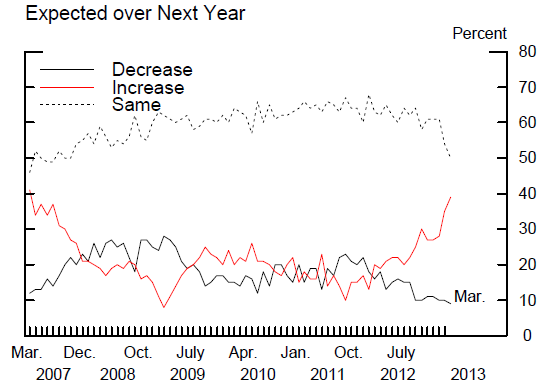 Expected over Next Year
Percent
Decrease
Increase
Same
80
70
60
50
40
30
20
10
0
Mar.
Mar. Dec. Oct. July Apr. Jan. Oct. July
2007 2008 2009 2010 2011 2012 2013